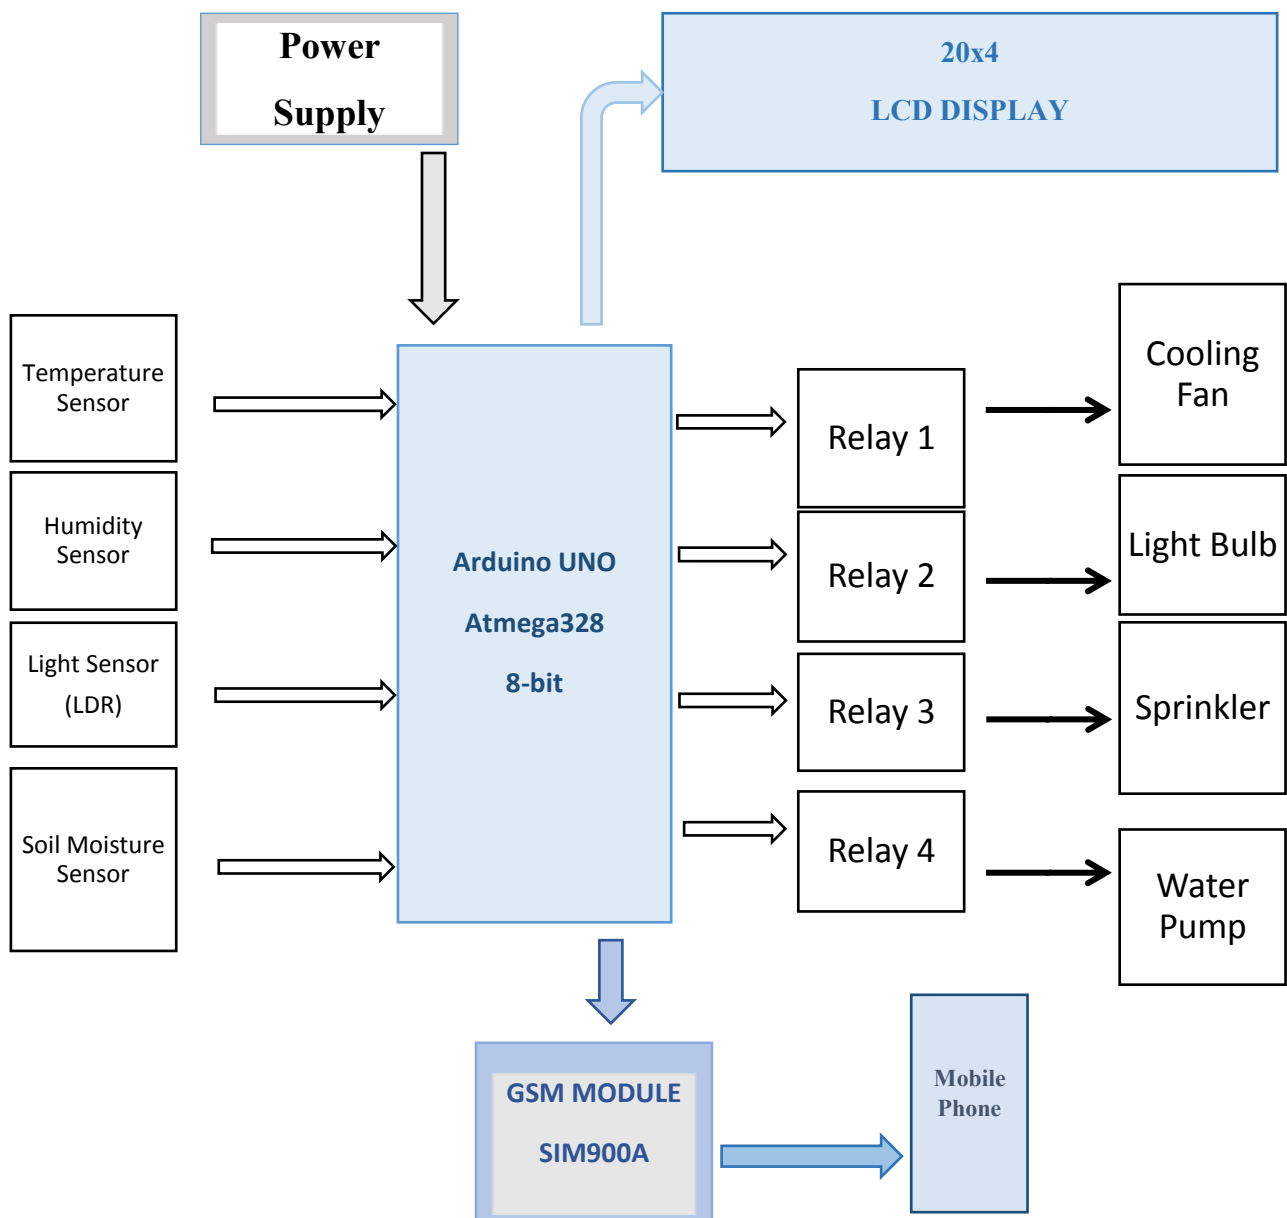 Power
Supply
20x4
LCD DISPLAY
Temperature
Sensor
Humidity
Sensor
Light Sensor
(LDR)
Soil Moisture
Sensor
Arduino UNO
Atmega328
8-bit
Relay 1
Relay 2
Relay 3
Relay 4
Cooling
Fan
Light Bulb
Sprinkler
Water
Pump
GSM MODULE
SIM900A
Mobile
Phone